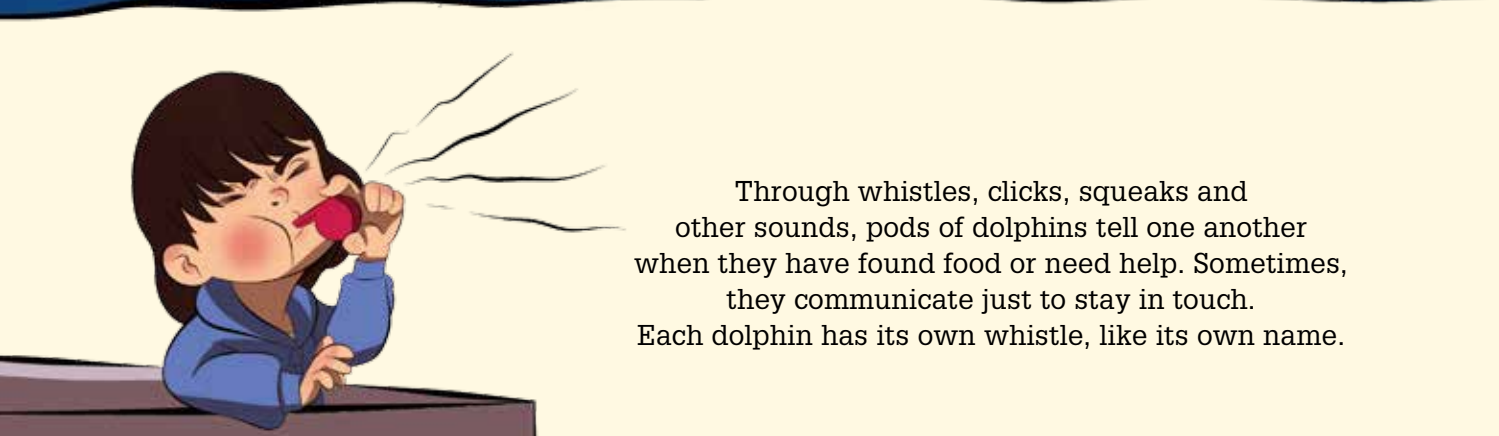 Through whistles, clicks, squeaks and
other sounds, pods of dolphins tell one another
when they have found food or need help. Sometimes,
they communicate just to stay in touch.
Each dolphin has its own whistle, like its own name.